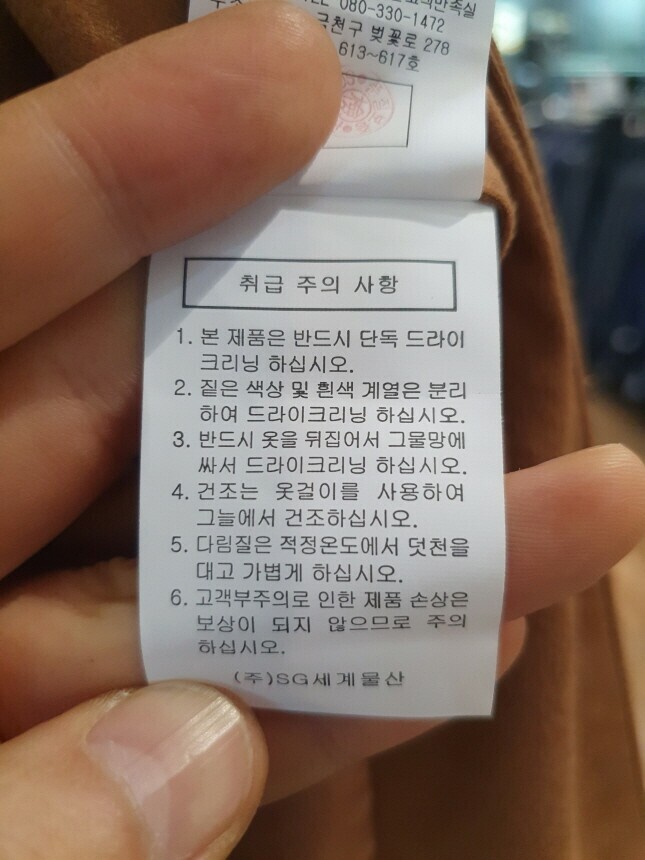 080-330-1472
벚꽃로 278
613~617호
취급 주의 사항
1. 본 제품은 반드시 단독 드라이
크리닝 하십시오.
2. 짙은 색상 및 흰색 계열은 분리
하여 드라이크리닝 하십시오.
3. 반드시 옷을 뒤집어서 그물망에
싸서 드라이크리닝 하십시오.
4. 건조는 옷걸이를 사용하여
그늘에서 건조하십시오.
5. 다림질은 적정온도에서 덧천을
대고 가볍게 하십시오.
6. 고객부주의로 인한 제품 손상은
보상이 되지 않으므로 주의
하십시오.
(주)SG세계물산